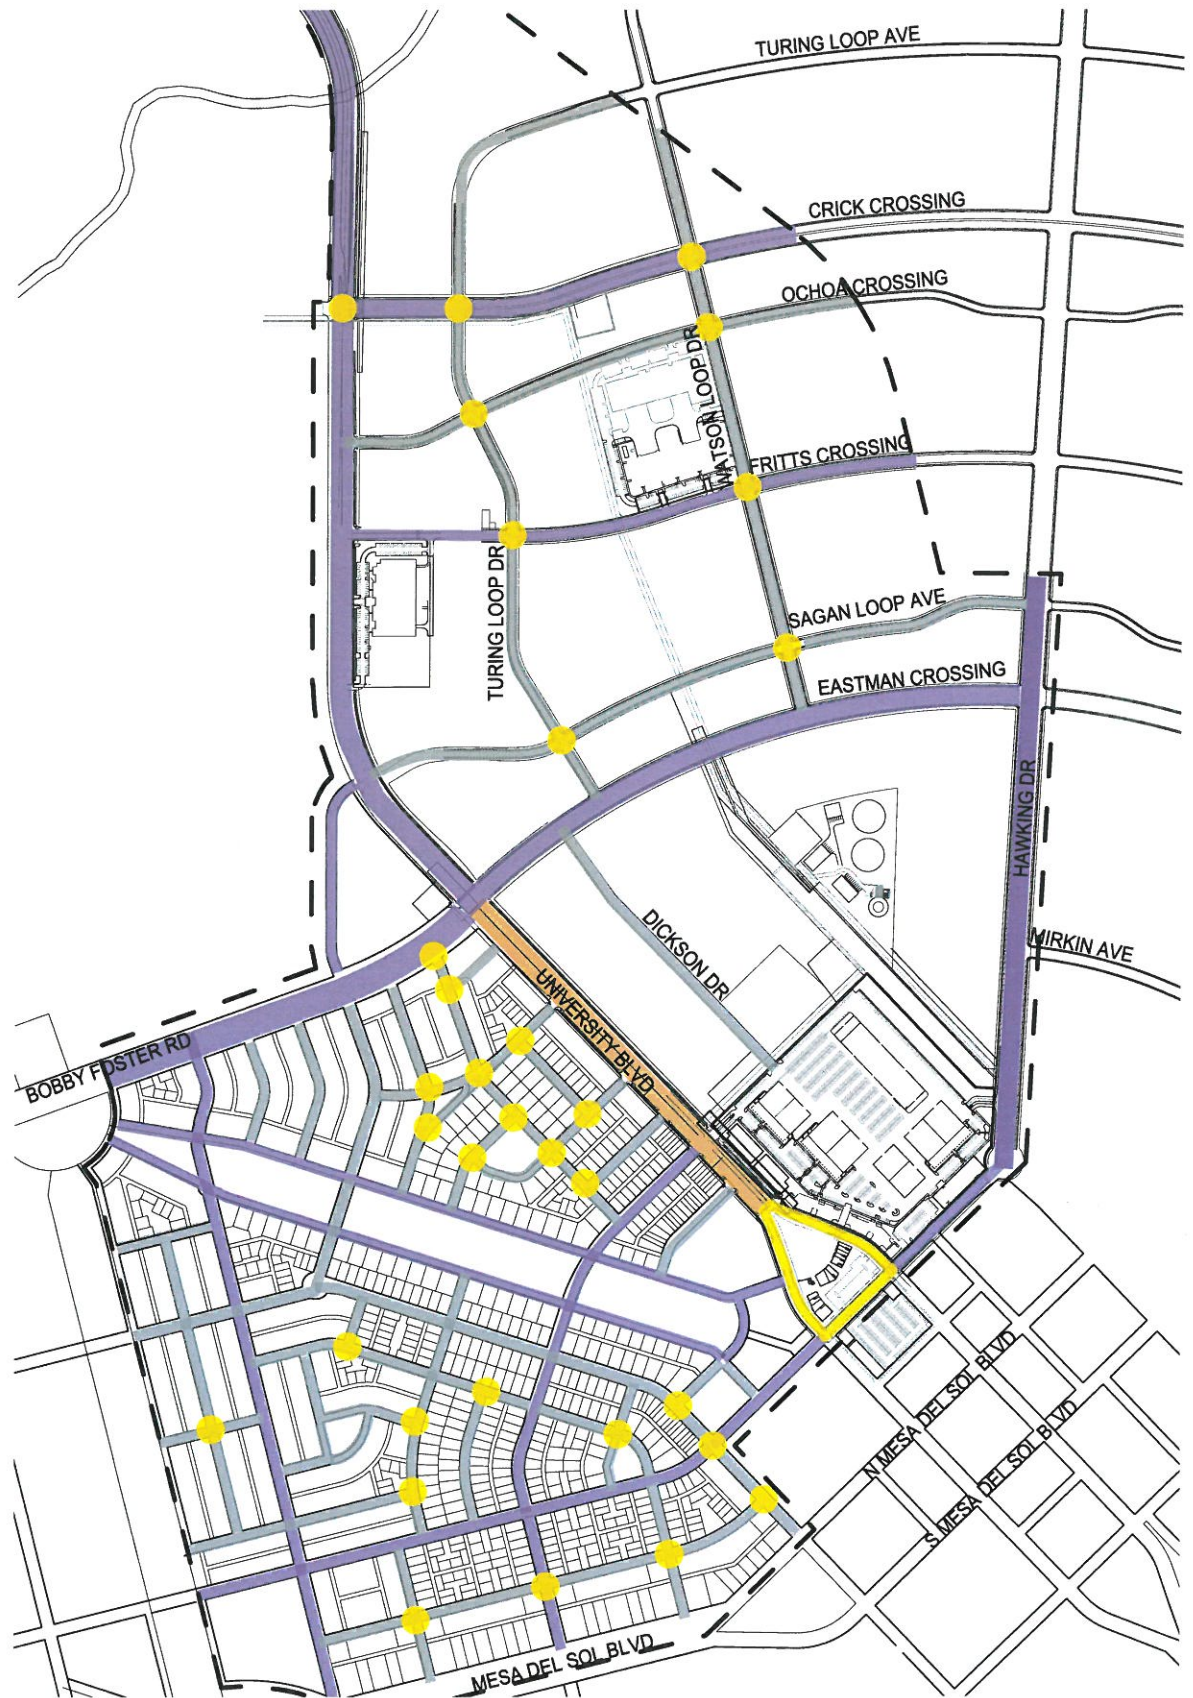 TURING LOOP AVE
CRICK CROSSING
OCHOA CROSSING
WATSON LOOP DR
FRITTS CROSSING
TURING LOOP DR
SAGAN LOOP AVE
EASTMAN CROSSING
HAWKING DR
DICKSON DR
MIRKIN AVE
UNIVERSITY BLVD
BOBBY FOSTER RD
N MESA DEL SOL BLVD
S MESA DEL SOL BLVD
MESA DEL SOL BLVD